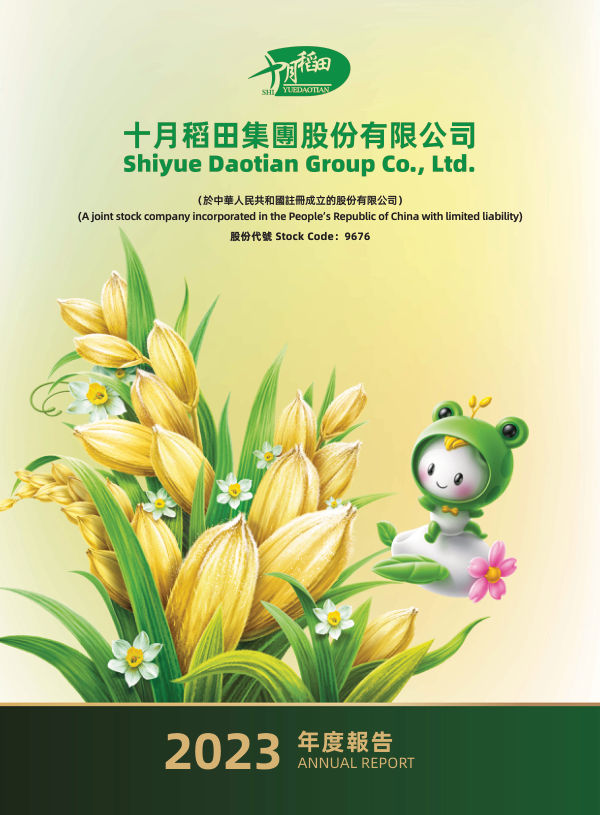 十月稻田
SHI YUEDAOTIAN
十月稻田集團股份有限公司
Shiyue Daotian Group Co., Ltd.
（於中華人民共和國註冊成立的股份有限公司）
(A joint stock company incorporated in the People’s Republic of China with limited liability)
股份代號 Stock Code：9676
2023 年度報告
ANNUAL REPORT